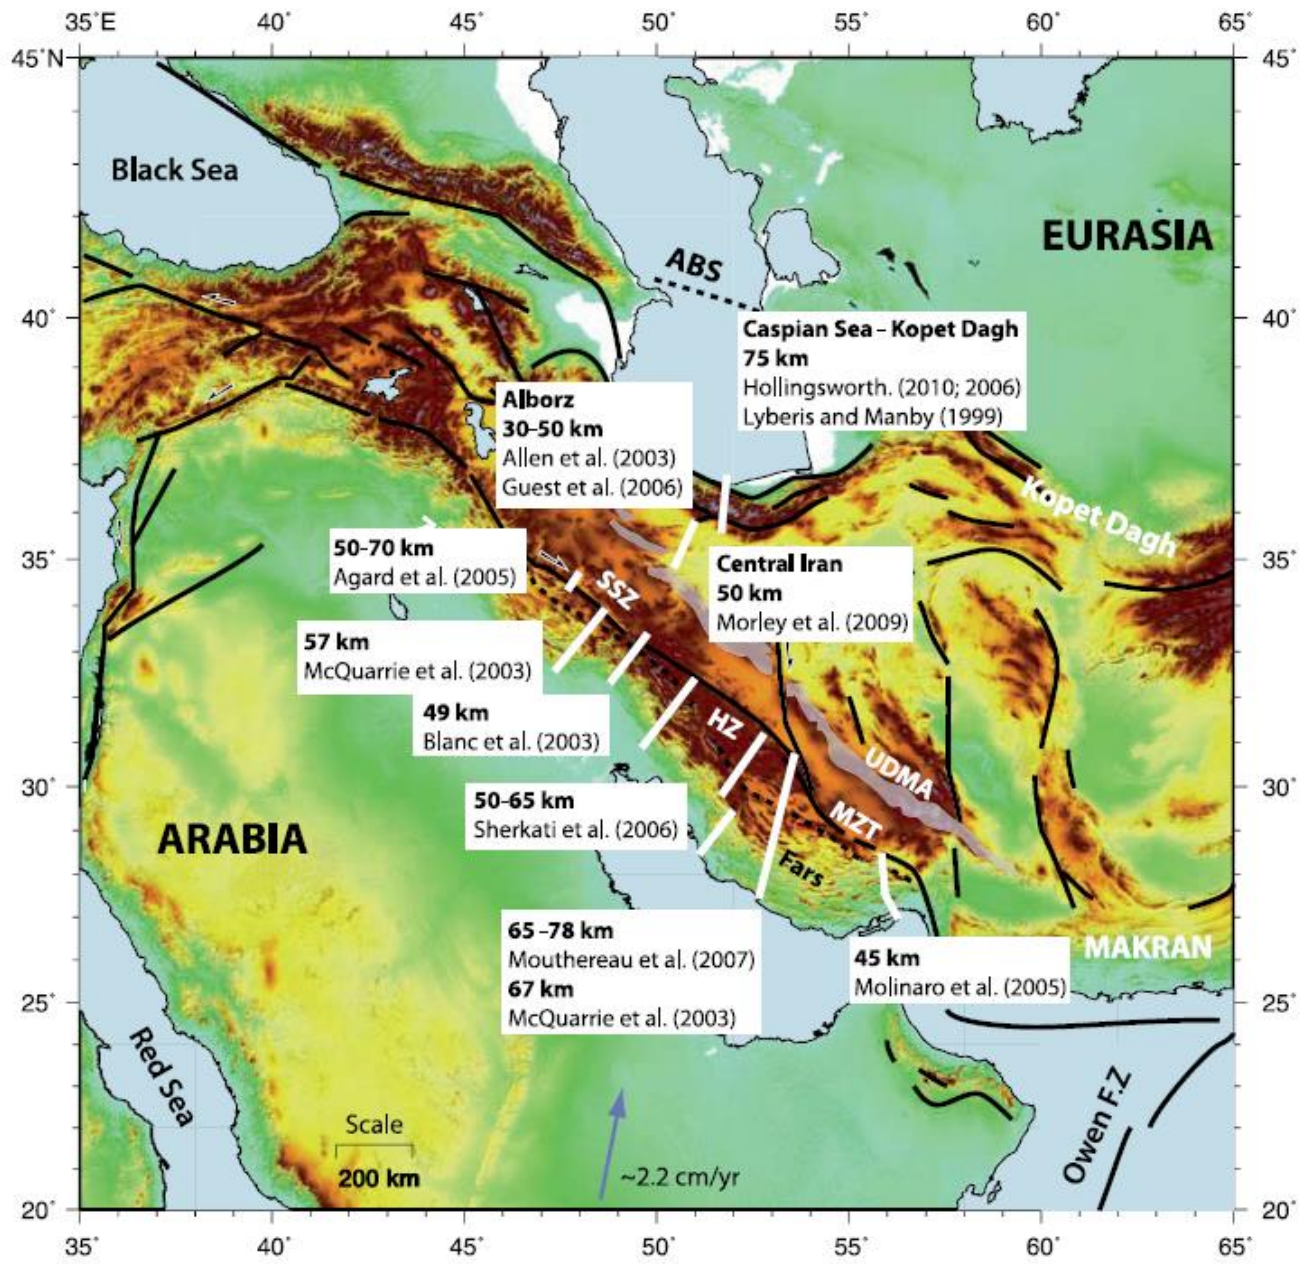 35°E 40° 45° 50° 55° 60° 65°
45°N 45°
Black Sea
EURASIA
ABS
40° 40°
Caspian Sea – Kopet Dagh
75 km
Hollingsworth. (2010; 2006)
Lyberis and Manby (1999)
Alborz
30–50 km
Allen et al. (2003)
Guest et al. (2006)
Kopet Dagh
35° 35°
50–70 km
Agard et al. (2005)
SSZ
Central Iran
50 km
Morley et al. (2009)
57 km
McQuarrie et al. (2003)
49 km
Blanc et al. (2003)
HZ
UDMA
30° 30°
50–65 km
Sherkati et al. (2006)
ARABIA
MZT
Fars
65 –78 km
Mouthereau et al. (2007)
67 km
McQuarrie et al. (2003)
45 km
Molinaro et al. (2005)
MAKRAN
25° 25°
Red Sea
Owen F.Z
Scale
200 km
~2.2 cm/yr
20° 20°
35° 40° 45° 50° 55° 60° 65°